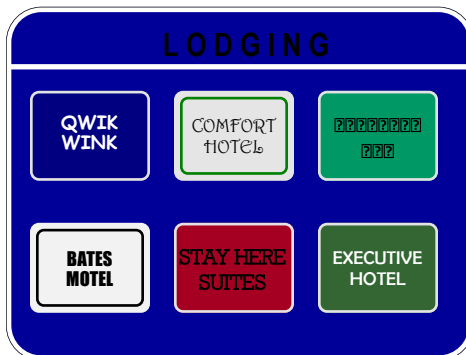 LODGING
QWIK
WINK
COMFORT
HOTEL
STAY HERE
SUITES
BATES
MOTEL
EXECUTIVE
HOTEL